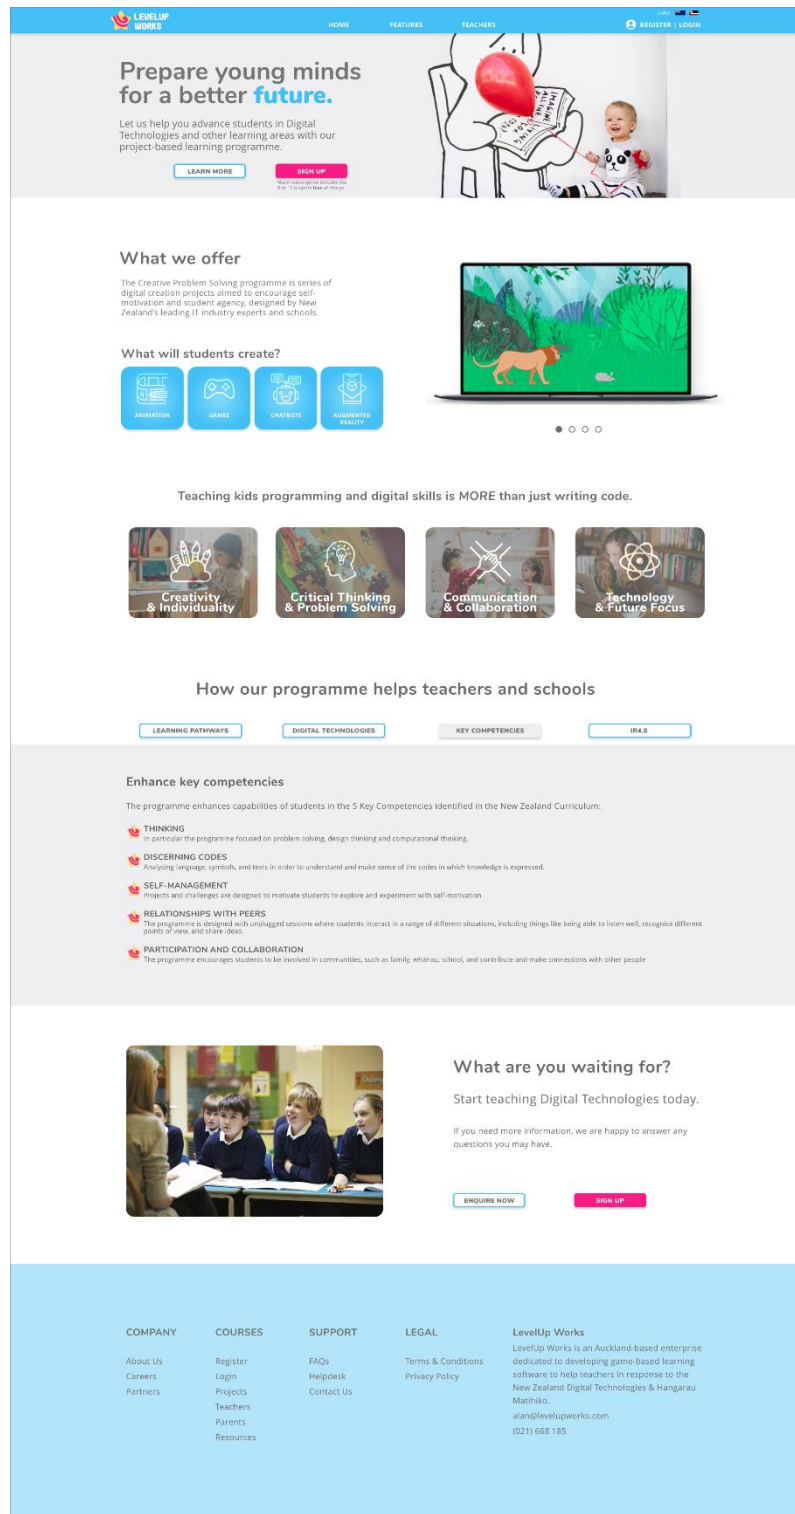 LEVELUP
WORKS
HOME
FEATURES
TEACHERS
LANG
REGISTER | LOGIN
Prepare young minds
for a better future.
Let us help you advance students in Digital
Technologies and other learning areas with our
project-based learning programme.
LEARN MORE
SIGN UP
*Basic subscription includes the
first 15 projects free of charge
IMAGINE
ALL THE
LIVING
What we offer
The Creative Problem Solving programme is series of
digital creation projects aimed to encourage self-
motivation and student agency, designed by New
Zealand's leading IT industry experts and schools.
What will students create?
ANIMATION
GAMES
CHATBOTS
AUGMENTED
REALITY
Teaching kids programming and digital skills is MORE than just writing code.
Creativity
& Individuality
Critical Thinking
& Problem Solving
Communication
& Collaboration
Technology
& Future Focus
How our programme helps teachers and schools
LEARNING PATHWAYS
DIGITAL TECHNOLOGIES
KEY COMPETENCIES
IR4.0
Enhance key competencies
The programme enhances capabilities of students in the 5 Key Competencies identified in the New Zealand Curriculum:
THINKING
In particular the programme focused on problem solving, design thinking and computational thinking.
DISCERNING CODES
Analysing language, symbols, and texts in order to understand and make sense of the codes in which knowledge is expressed.
SELF-MANAGEMENT
Projects and challenges are designed to motivate students to explore and experiment with self-motivation
RELATIONSHIPS WITH PEERS
The programme is designed with unplugged sessions where students interact in a range of different situations, including things like being able to listen well, recognise different
points of view, and share ideas.
PARTICIPATION AND COLLABORATION
The programme encourages students to be involved in communities, such as family, whānau, school, and contribute and make connections with other people
What are you waiting for?
Start teaching Digital Technologies today.
If you need more information, we are happy to answer any
questions you may have.
ENQUIRE NOW
SIGN UP
COMPANY
About Us
Careers
Partners
COURSES
Register
Login
Projects
Teachers
Parents
Resources
SUPPORT
FAQs
Helpdesk
Contact Us
LEGAL
Terms & Conditions
Privacy Policy
LevelUp Works
LevelUp Works is an Auckland-based enterprise
dedicated to developing game-based learning
software to help teachers in response to the
New Zealand Digital Technologies & Hangarau
Matihiko.
alan@levelupworks.com
(021) 668 185